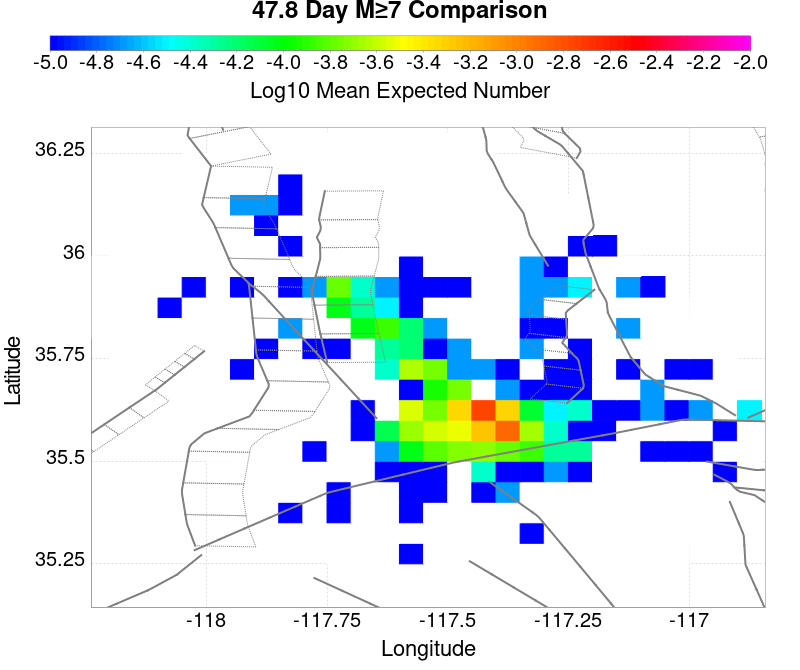 47.8 Day M≥7 Comparison
-5.0 -4.8 -4.6 -4.4 -4.2 -4.0 -3.8 -3.6 -3.4 -3.2 -3.0 -2.8 -2.6 -2.4 -2.2 -2.0
Log10 Mean Expected Number
36.25
36
35.75
35.5
35.25
Latitude
-118 -117.75 -117.5 -117.25 -117
Longitude